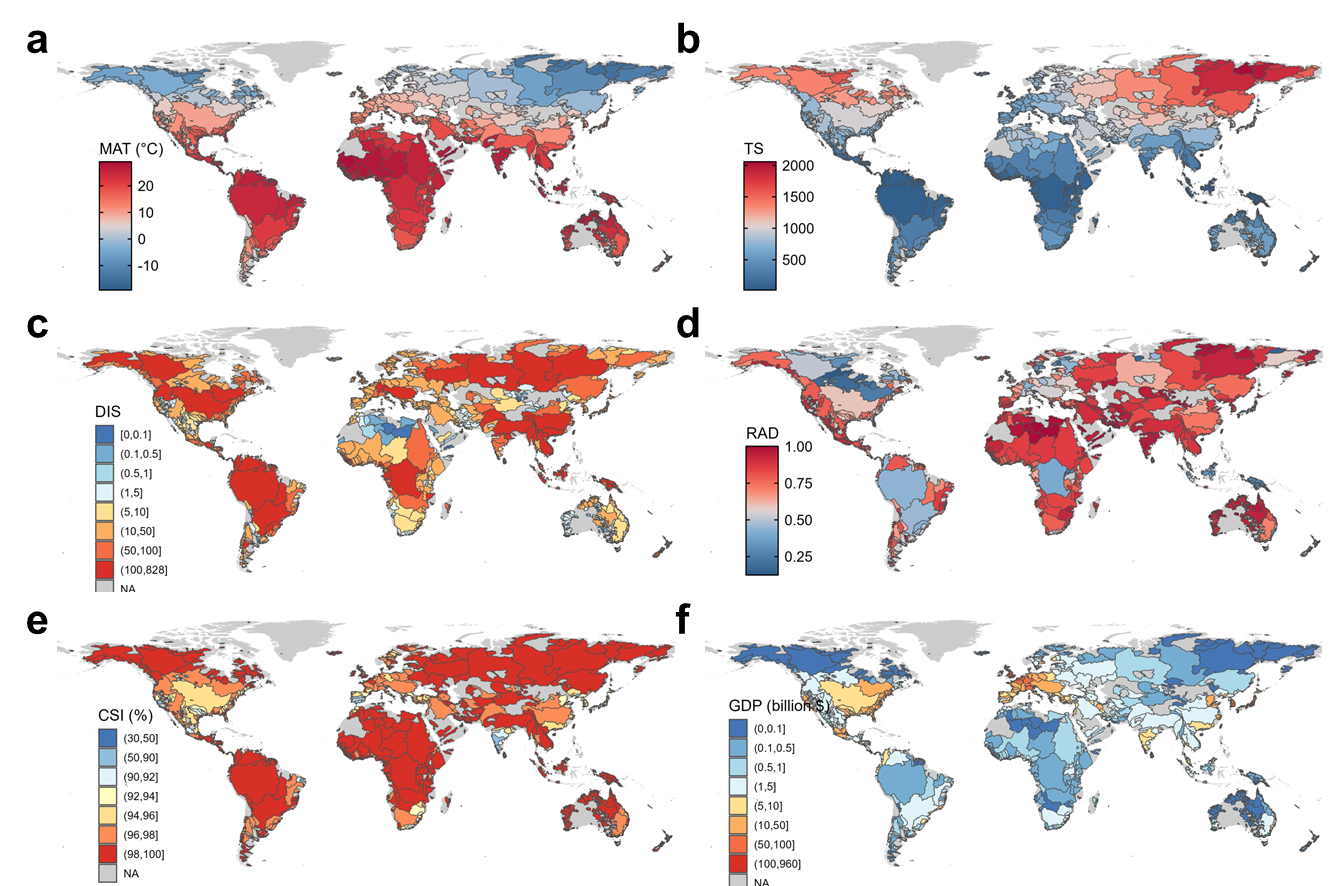 a
MAT (°C)
20
10
0
-10
b
TS
2000
1500
1000
500
c
DIS
[0,0.1]
(0.1,0.5]
(0.5,1]
(1,5]
(5,10]
(10,50]
(50,100]
(100,828]
NA
d
RAD
1.00
0.75
0.50
0.25
e
CSI (%)
(30,50]
(50,90]
(90,92]
(92,94]
(94,96]
(96,98]
(98,100]
NA
f
GDP (billion $)
(0,0.1]
(0.1,0.5]
(0.5,1]
(1,5]
(5,10]
(10,50]
(50,100]
(100,960]
NA